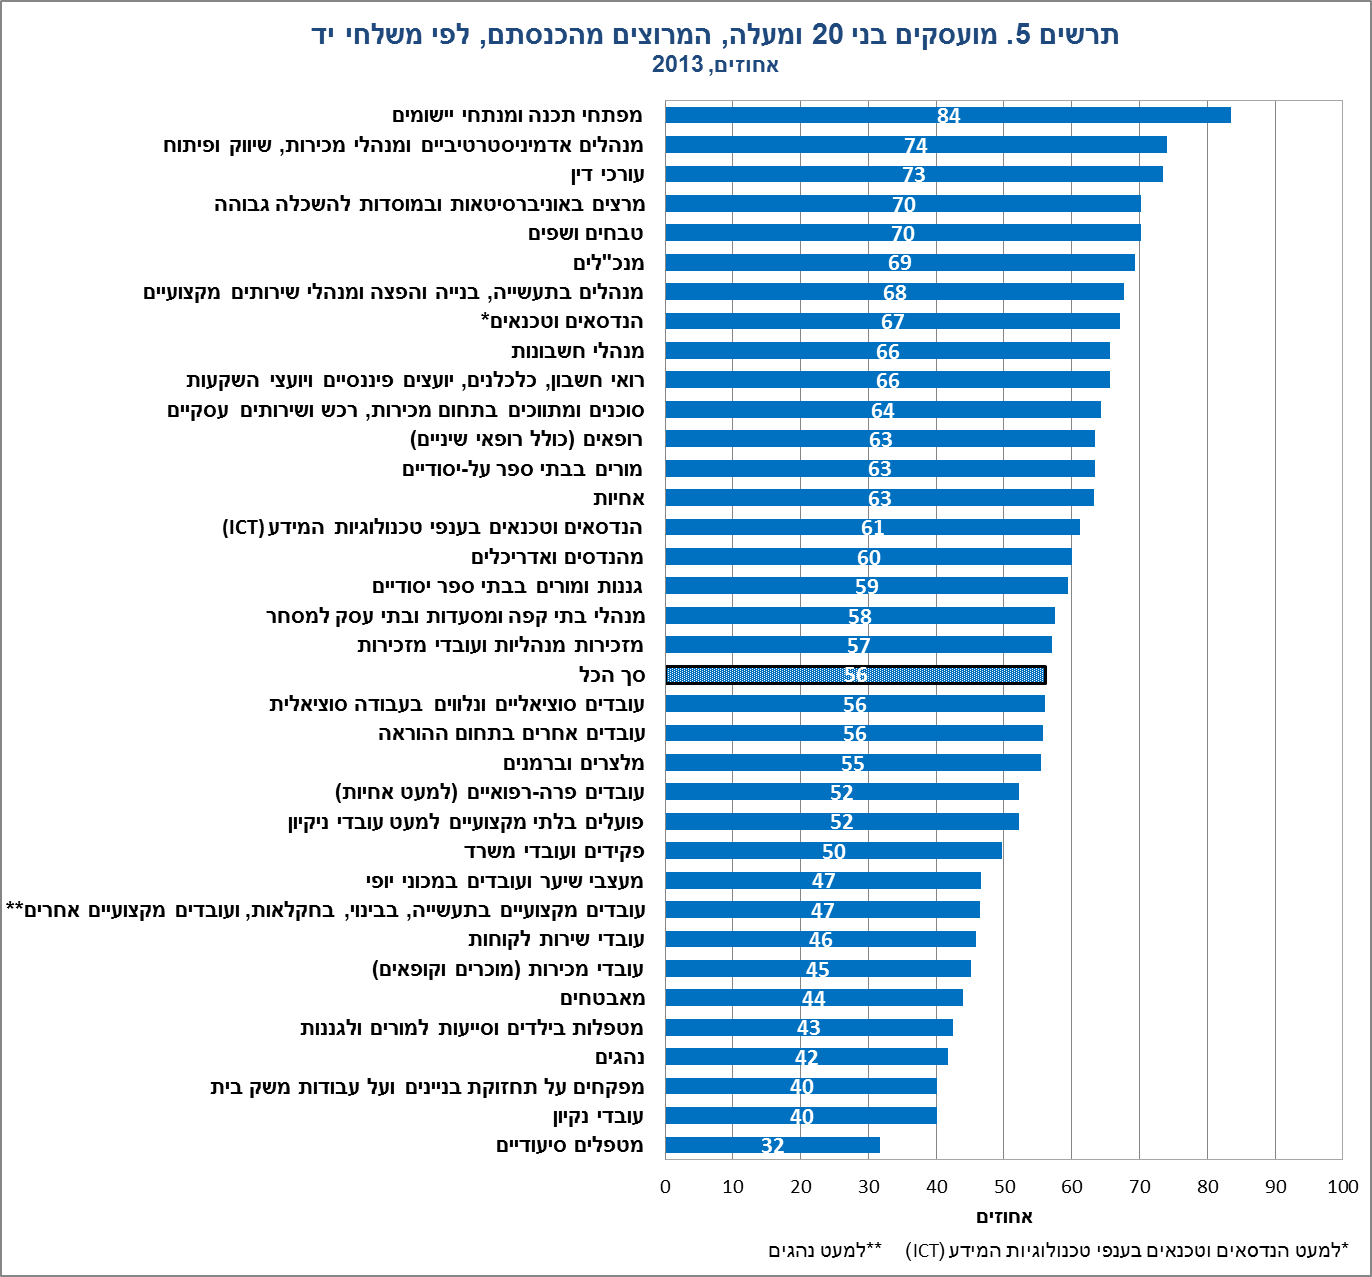 תרשים 5. מועסקים בני 20 ומעלה, המרוצים מהכנסתם, לפי משלחי יד
אחוזים, 2013
מפתחי תכנה ומנתחי יישומים 84
מנהלים אדמיניסטרטיביים ומנהלי מכירות, שיווק ופיתוח 74
עורכי דין 73
מרצים באוניברסיטאות ובמוסדות להשכלה גבוהה 70
טבחים ושפים 70
מנכ"לים 69
מנהלים בתעשייה, בנייה והפצה ומנהלי שירותים מקצועיים 68
הנדסאים וטכנאים* 67
מנהלי חשבונות 66
רואי חשבון, כלכלנים, יועצים פיננסיים ויועצי השקעות 66
סוכנים ומתווכים בתחום מכירות, רכש ושירותים עסקיים 64
רופאים (כולל רופאי שיניים) 63
מורים בבתי ספר על-יסודיים 63
אחיות 63
הנדסאים וטכנאים בענפי טכנולוגיות המידע (ICT) 61
מהנדסים ואדריכלים 60
גננות ומורים בבתי ספר יסודיים 59
מנהלי בתי קפה ומסעדות ובתי עסק למסחר 58
מזכירות מנהליות ועובדי מזכירות 57
סך הכל 56
עובדים סוציאליים ונלווים בעבודה סוציאלית 56
עובדים אחרים בתחום ההוראה 56
מלצרים וברמנים 55
עובדים פרה-רפואיים (למעט אחיות) 52
פועלים בלתי מקצועיים למעט עובדי ניקיון 52
פקידים ועובדי משרד 50
מעצבי שיער ועובדים במכוני יופי 47
עובדים מקצועיים בתעשייה, בבינוי, בחקלאות, ועובדים מקצועיים אחרים** 47
עובדי שירות לקוחות 46
עובדי מכירות (מוכרים וקופאים) 45
מאבטחים 44
מטפלות בילדים וסייעות למורים ולגננות 43
נהגים 42
מפקחים על תחזוקת בניינים ועל עבודות משק בית 40
עובדי נקיון 40
מטפלים סיעודיים 32
0 10 20 30 40 50 60 70 80 90 100
אחוזים
*למעט הנדסאים וטכנאים בענפי טכנולוגיות המידע (ICT) **למעט נהגים